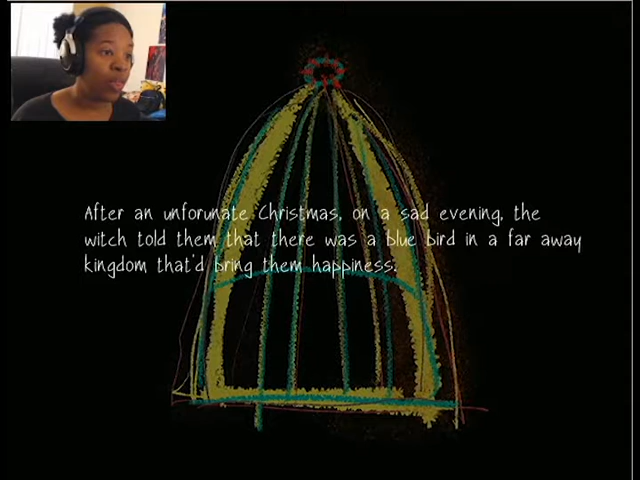 After an unforunate Christmas, on a sad evening, the
witch told them that there was a blue bird in a far away
kingdom that'd bring them happiness.